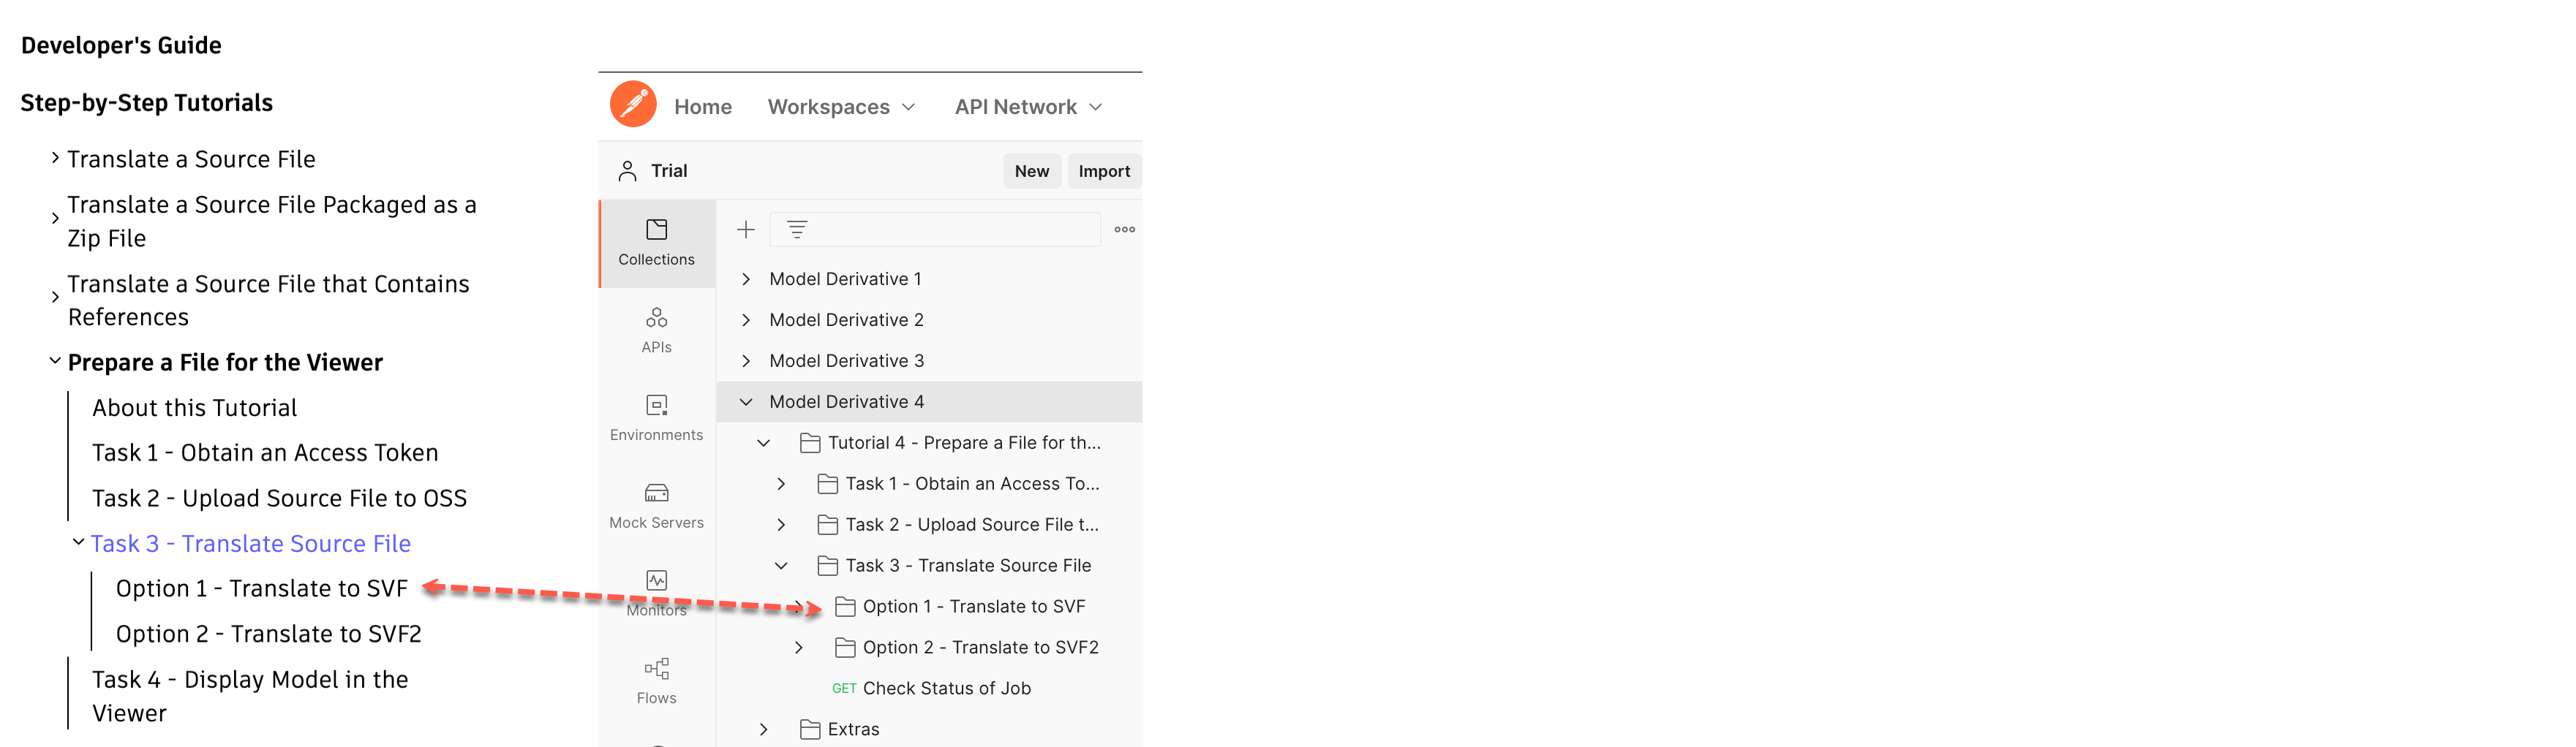 Developer's Guide
Step-by-Step Tutorials
Translate a Source File
Translate a Source File Packaged as a
Zip File
Translate a Source File that Contains
References
Prepare a File for the Viewer
About this Tutorial
Task 1 - Obtain an Access Token
Task 2 - Upload Source File to OSS
Task 3 - Translate Source File
Option 1 - Translate to SVF
Option 2 - Translate to SVF2
Task 4 - Display Model in the
Viewer
Home Workspaces API Network
Trial New Import
Collections
APIs
Environments
Mock Servers
Monitors
Flows
Model Derivative 1
Model Derivative 2
Model Derivative 3
Model Derivative 4
Tutorial 4 - Prepare a File for th...
Task 1 - Obtain an Access To...
Task 2 - Upload Source File t...
Task 3 - Translate Source File
Option 1 - Translate to SVF
Option 2 - Translate to SVF2
GET Check Status of Job
Extras